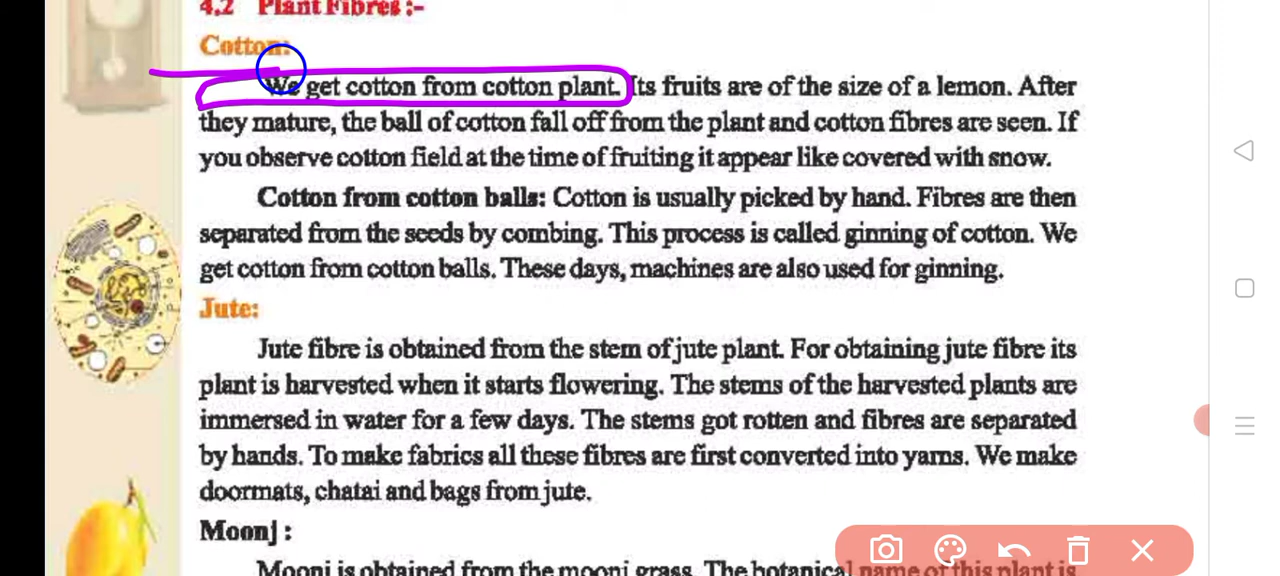 4.2 Plant Fibres :-
Cotton:
We get cotton from cotton plant. Its fruits are of the size of a lemon. After
they mature, the ball of cotton fall off from the plant and cotton fibres are seen. If
you observe cotton field at the time of fruiting it appear like covered with snow.
Cotton from cotton balls: Cotton is usually picked by hand. Fibres are then
separated from the seeds by combing. This process is called ginning of cotton. We
get cotton from cotton balls. These days, machines are also used for ginning.
Jute:
Jute fibre is obtained from the stem of jute plant. For obtaining jute fibre its
plant is harvested when it starts flowering. The stems of the harvested plants are
immersed in water for a few days. The stems got rotten and fibres are separated
by hands. To make fabrics all these fibres are first converted into yarns. We make
doormats, chatai and bags from jute.
Moonj :
Moonj is obtained from the moonj grass. The botanical name of this plant is